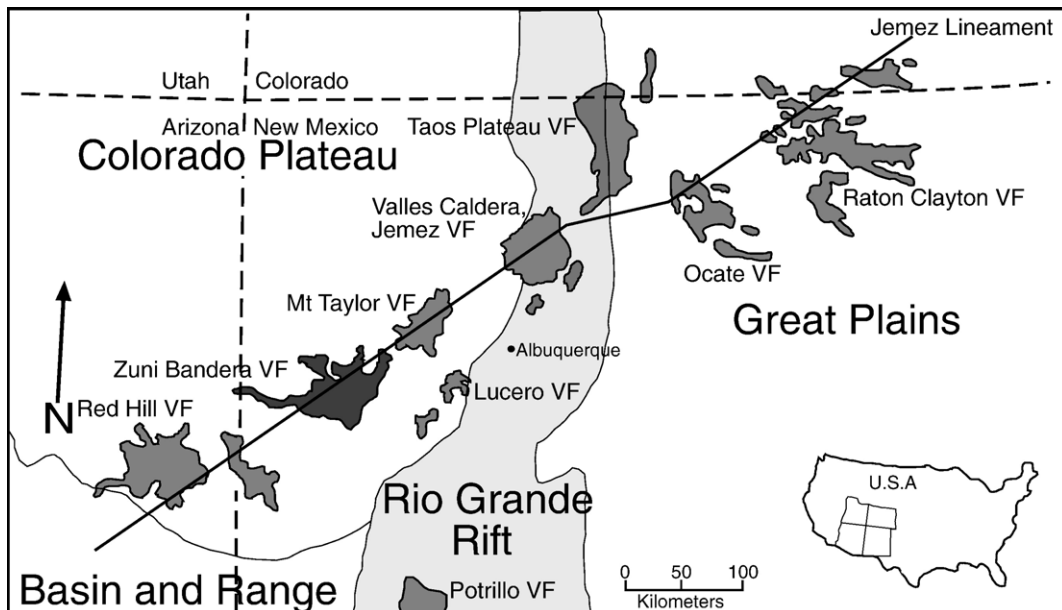 Jemez Lineament
Utah
Colorado
Arizona
New Mexico
Taos Plateau VF
Colorado Plateau
Raton Clayton VF
Valles Caldera,
Jemez VF
Ocate VF
Mt Taylor VF
Great Plains
Albuquerque
Zuni Bandera VF
Lucero VF
Red Hill VF
N
U.S.A
Rio Grande
Rift
Basin and Range
Potrillo VF
0 50 100
Kilometers